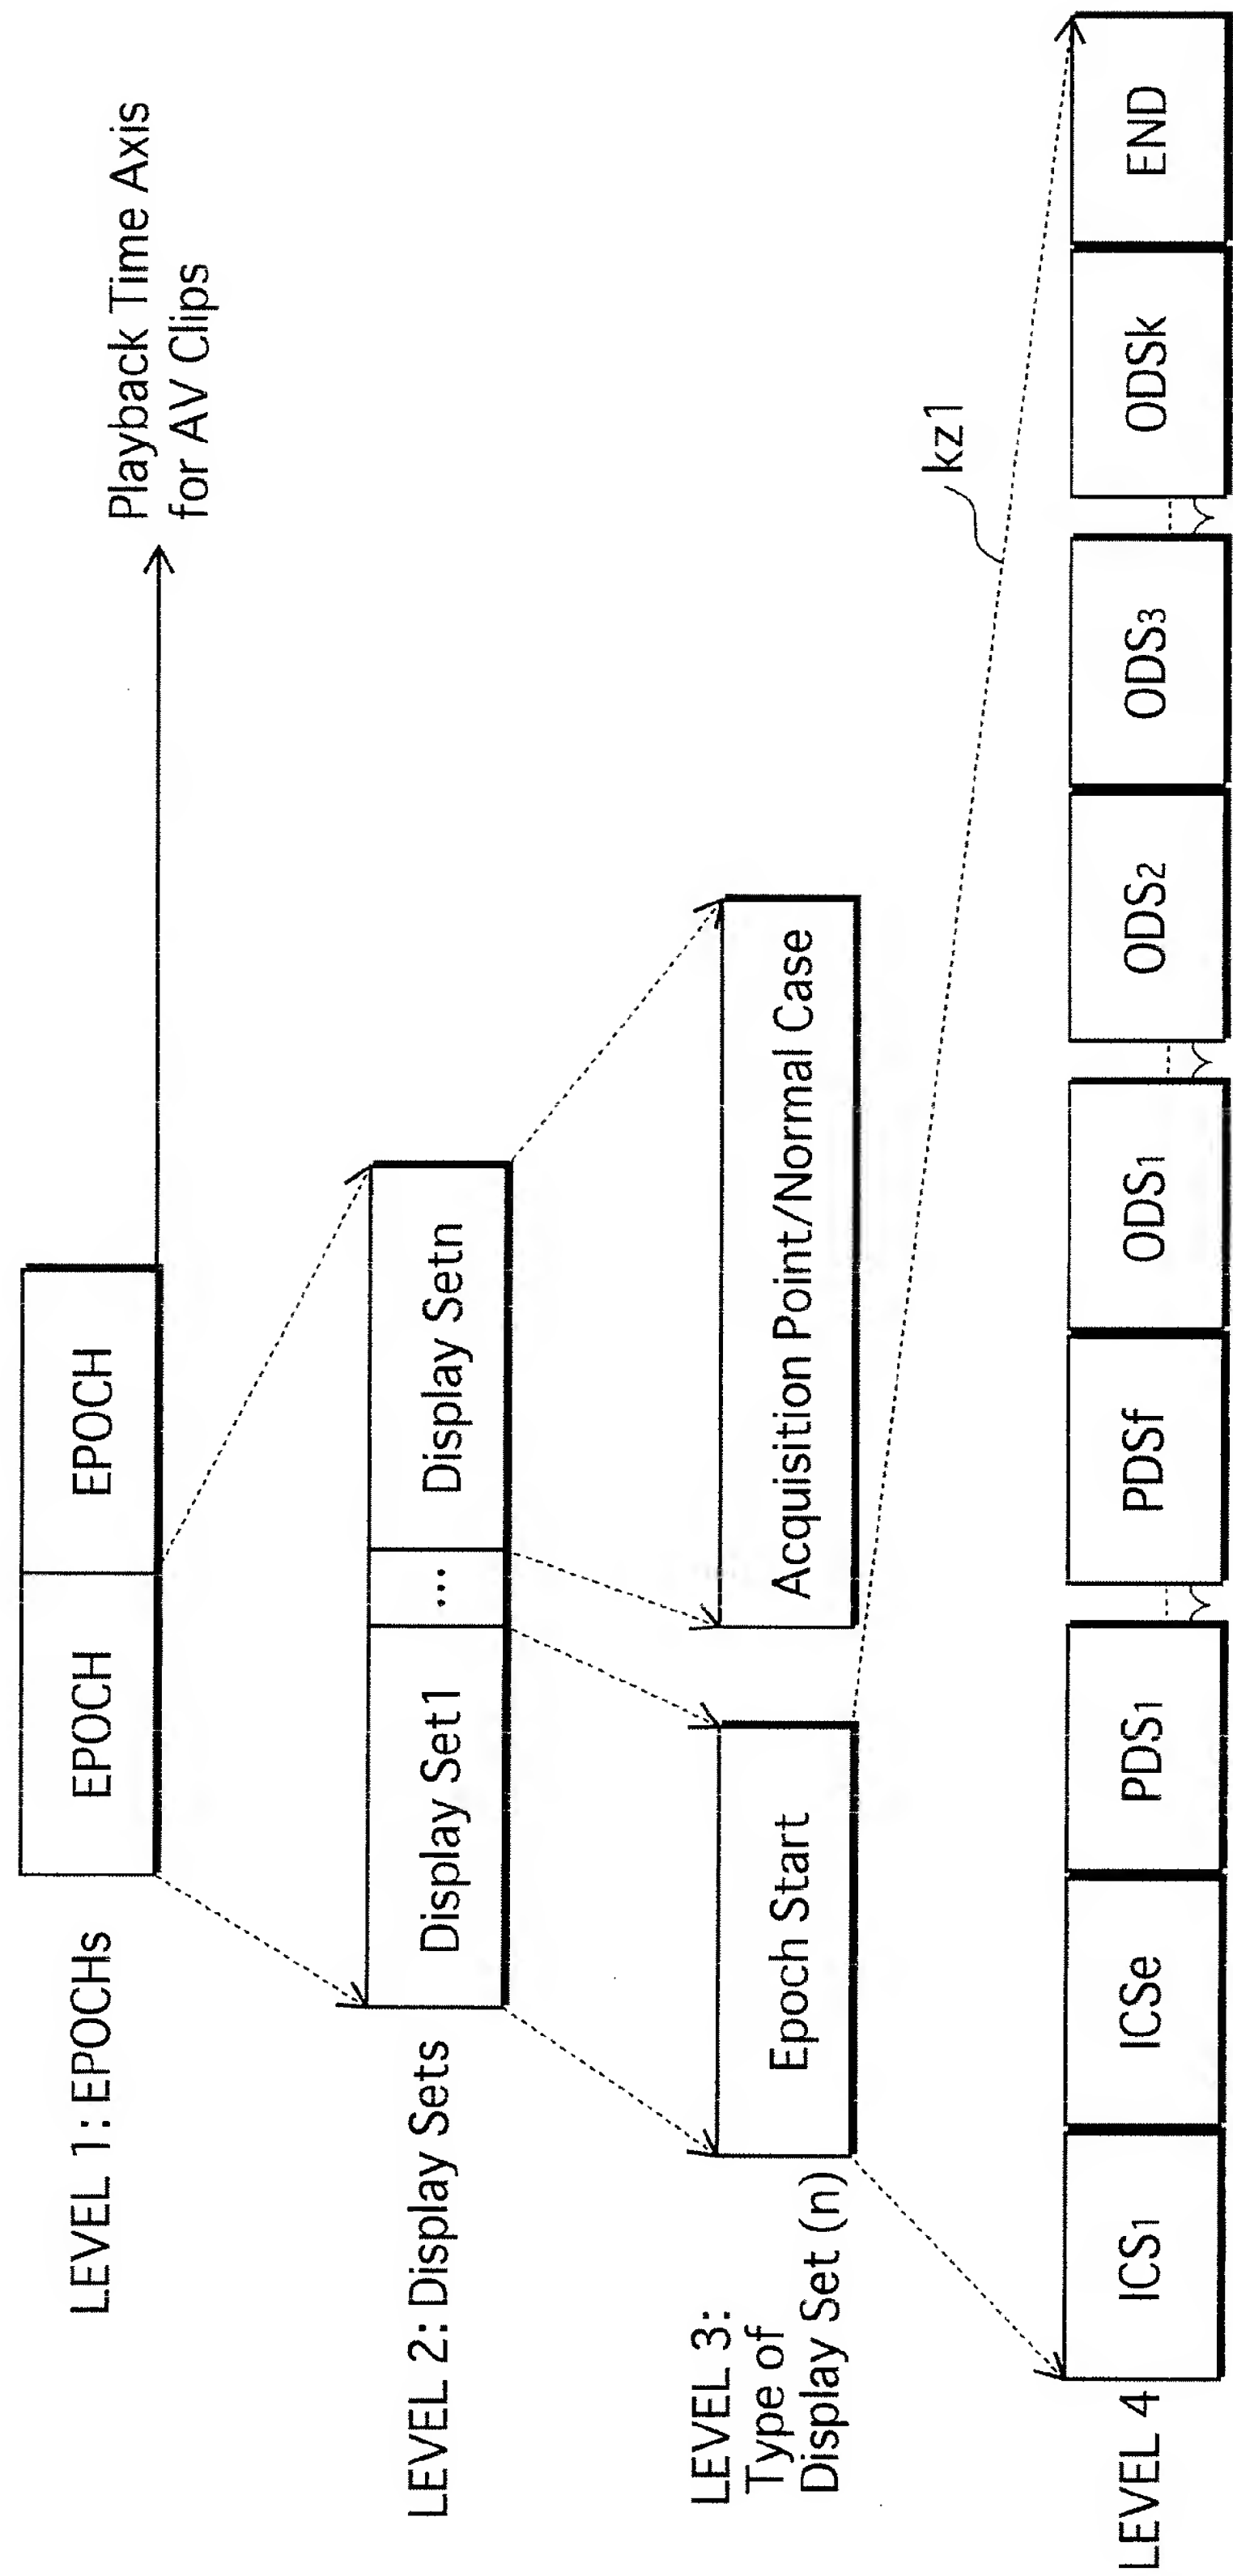 LEVEL 1: EPOCHs
EPOCH
EPOCH
Playback Time Axis
for AV Clips
LEVEL 2: Display Sets
Display Set1
...
Display Setn
LEVEL 3:
Type of
Display Set (n)
Epoch Start
Acquisition Point/Normal Case
kz1
LEVEL 4
ICS1
ICSe
PDS1
PDSf
ODS1
ODS2
ODS3
ODSk
END